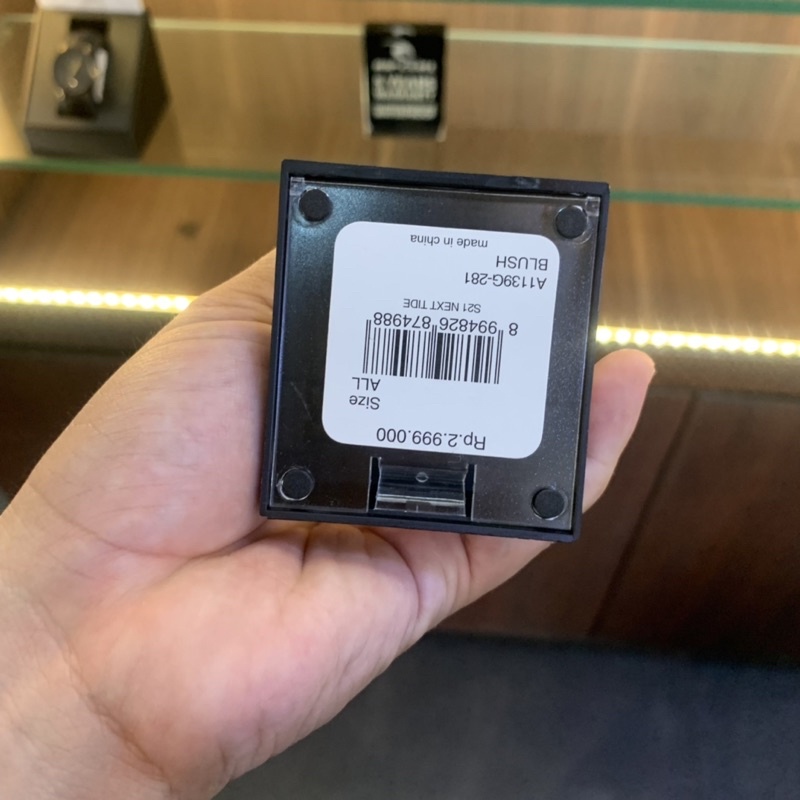 Rp.2.999.000
Size
ALL
8 994826 874988
S21 NEXT TIDE
A1139G-281
BLUSH
made in china